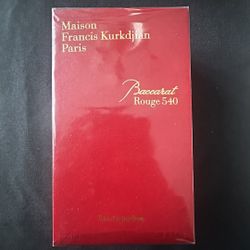 Maison
Francis Kurkdjian
Paris
Baccarat
Rouge 540